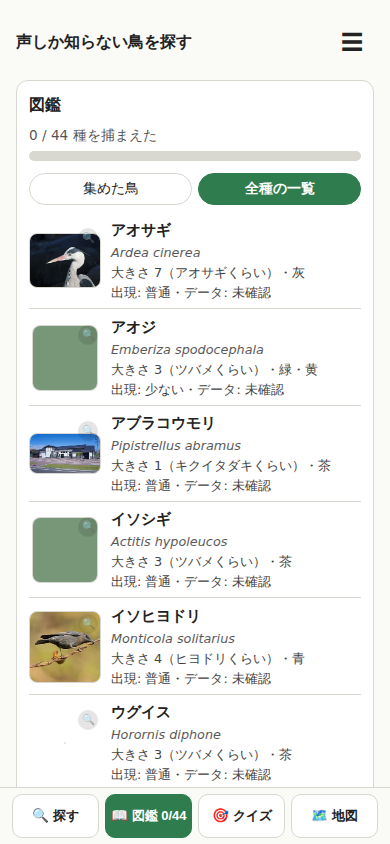 声しか知らない鳥を探す
図鑑
0 / 44 種を捕まえた
集めた鳥
全種の一覧
アオサギ
Ardea cinerea
大きさ 7（アオサギくらい）・灰
出現: 普通・データ: 未確認
アオジ
Emberiza spodocephala
大きさ 3（ツバメくらい）・緑・黄
出現: 少ない・データ: 未確認
アブラコウモリ
Pipistrellus abramus
大きさ 1（キクイタダキくらい）・茶
出現: 普通・データ: 未確認
イソシギ
Actitis hypoleucos
大きさ 3（ツバメくらい）・茶
出現: 普通・データ: 未確認
イソヒヨドリ
Monticola solitarius
大きさ 4（ヒヨドリくらい）・青
出現: 普通・データ: 未確認
ウグイス
Horornis diphone
大きさ 3（ツバメくらい）・茶
出現: 普通・データ: 未確認
🔍 探す
📖 図鑑 0/44
🎯 クイズ
🗺️ 地図